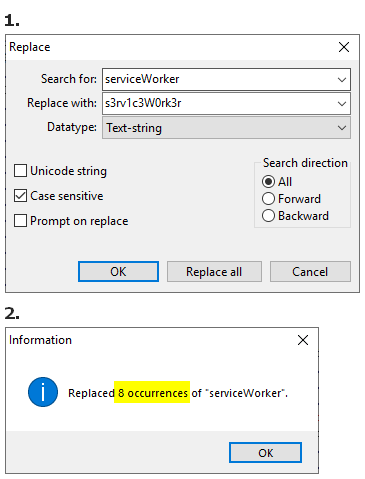 1.
Replace
Search for: serviceWorker
Replace with: s3rv1c3W0rk3r
Datatype: Text-string
Unicode string
Case sensitive
Prompt on replace
Search direction
All
Forward
Backward
OK Replace all Cancel
2.
Information
Replaced 8 occurrences of "serviceWorker".
OK